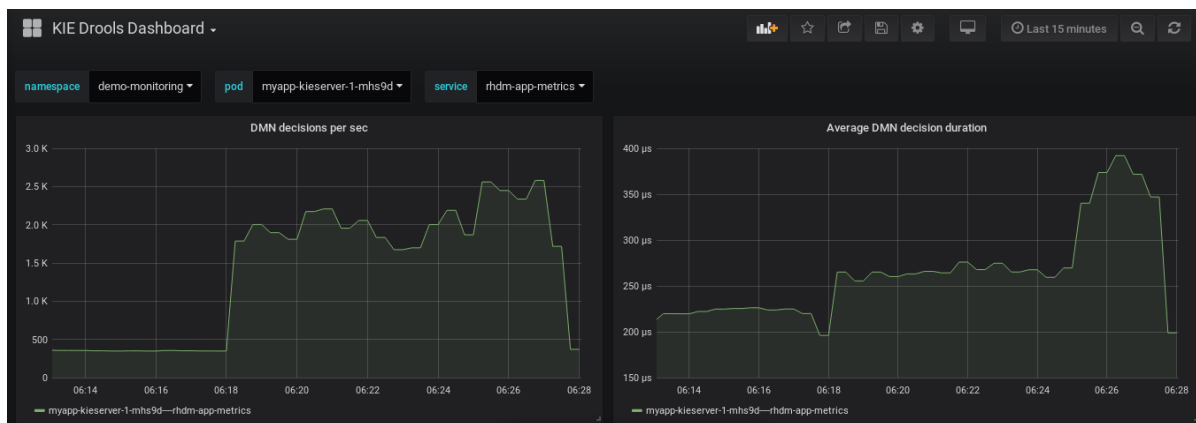 KIE Drools Dashboard
Last 15 minutes
namespace demo-monitoring pod myapp-kieserver-1-mhs9d service rhdm-app-metrics
DMN decisions per sec
3.0 K
2.5 K
2.0 K
1.5 K
1.0 K
500
0
06:14 06:16 06:18 06:20 06:22 06:24 06:26 06:28
myapp-kieserver-1-mhs9d—rhdm-app-metrics
Average DMN decision duration
400 µs
350 µs
300 µs
250 µs
200 µs
150 µs
06:14 06:16 06:18 06:20 06:22 06:24 06:26 06:28
myapp-kieserver-1-mhs9d—rhdm-app-metrics